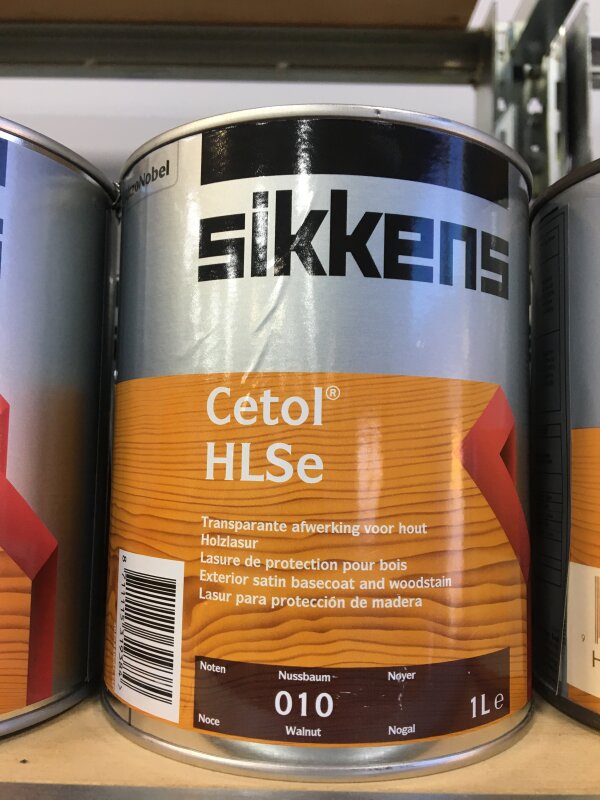 AkzoNobel
sikkens
Cetol®
HLSe
Transparante afwerking voor hout
Holzlasur
Lasure de protection pour bois
Exterior satin basecoat and woodstain
Lasur para protección de madera
Noten Nussbaum Noyer
010
Noce Walnut Nogal
1L e